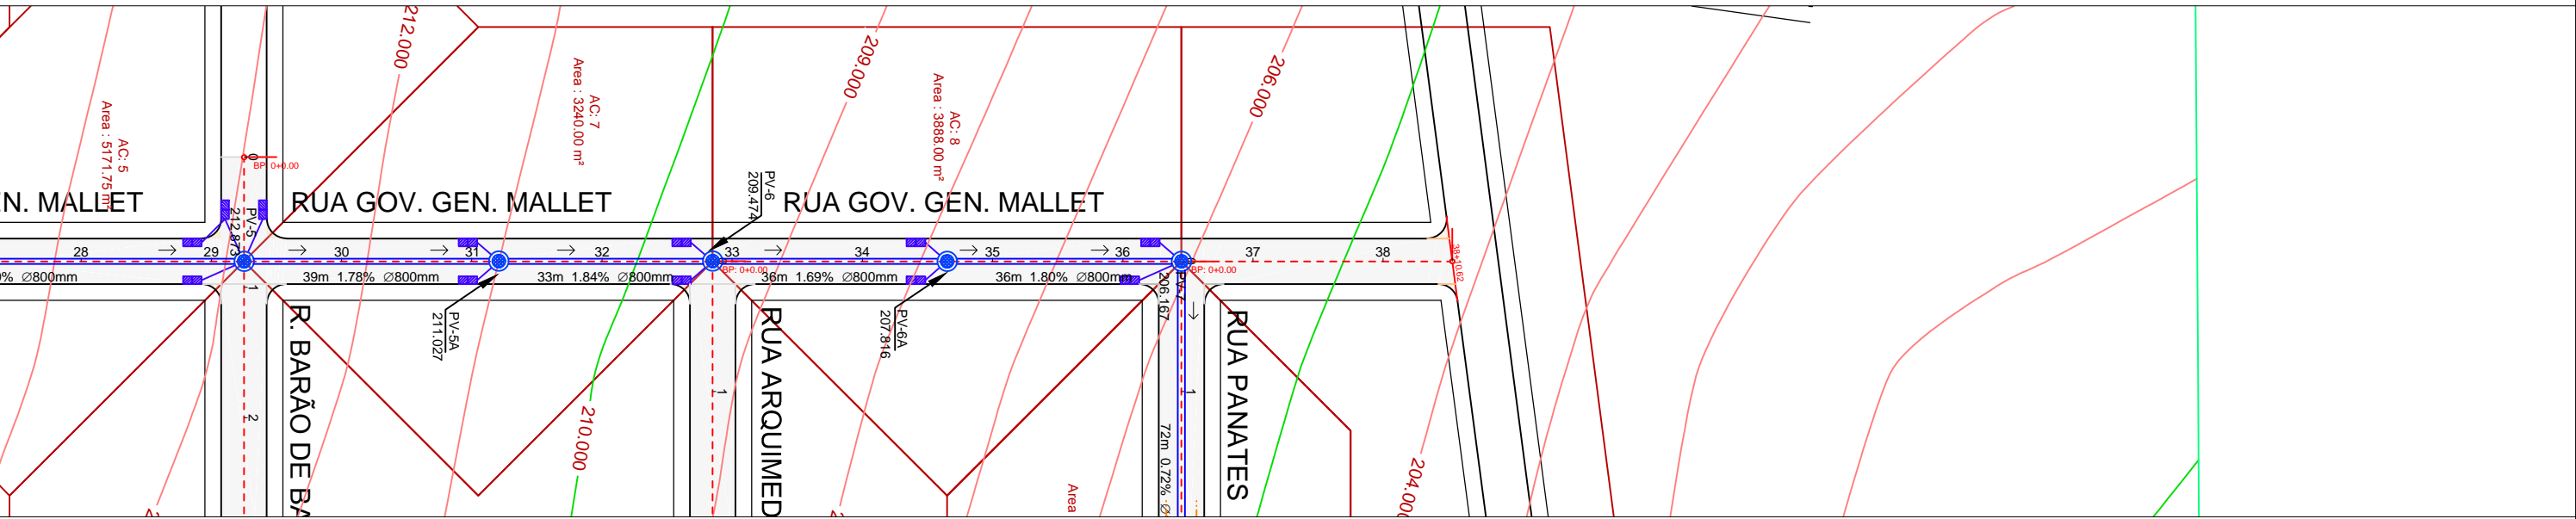 212.000
209.000
206.000
AC: 5
Area : 5171.75 m²
AC: 7
Area : 3240.00 m²
AC: 8
Area : 3888.00 m²
0
BP: 0+0.00
N. MALLET
RUA GOV. GEN. MALLET
RUA GOV. GEN. MALLET
PV-5
PV-6
209.474
28
29
30
31
32
33
34
35
36
37
38
38+10.62
BP: 0+0.00
BP: 0+0.00
% Ø800mm
39m 1.78% Ø800mm
33m 1.84% Ø800mm
36m 1.69% Ø800mm
36m 1.80% Ø800mm
PV-5A
211.027
PV-6A
207.816
PV-7
206.167
1
2
1
1
R. BARÃO DE BA
RUA ARQUIMED
RUA PANATES
72m 0.72%
210.000
204.000
Area